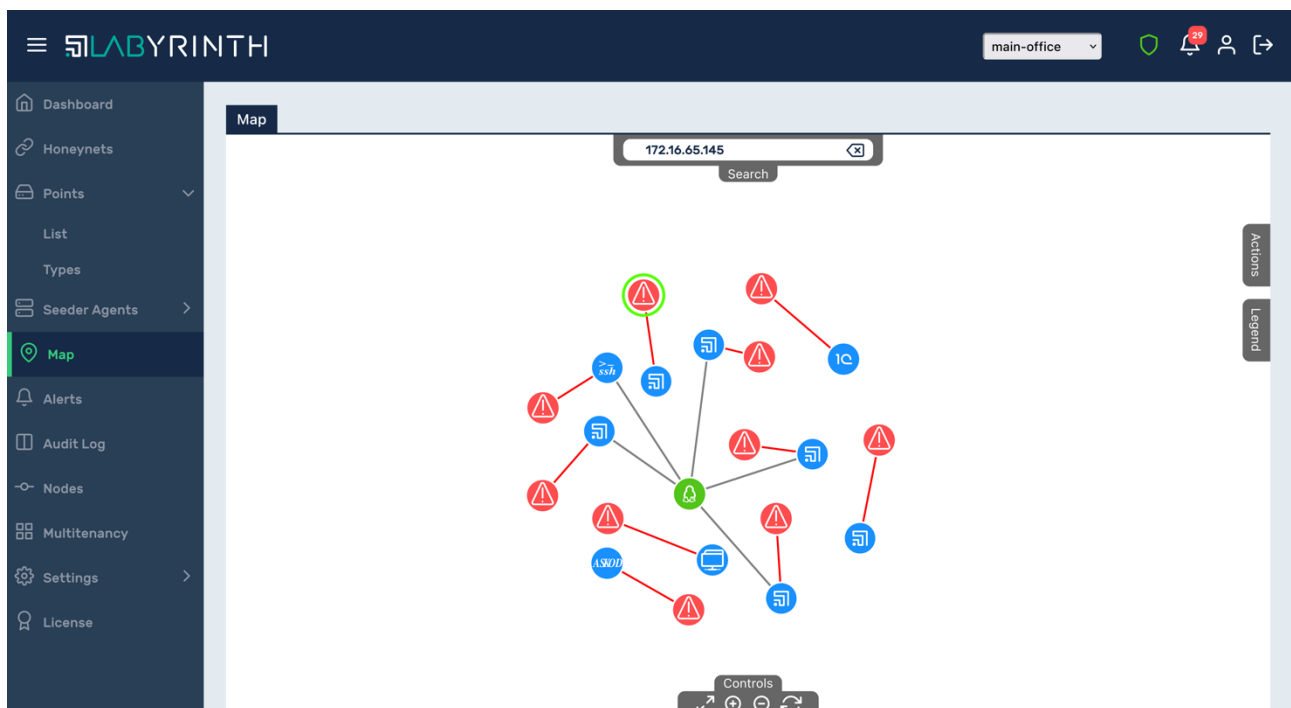 LABYRINTH
main-office
29
Dashboard
Honeynets
Points
List
Types
Seeder Agents
Map
Alerts
Audit Log
Nodes
Multitenancy
Settings
License
Map
172.16.65.145
Search
Actions
Legend
1C
>_
ssh
ASKOD
Controls